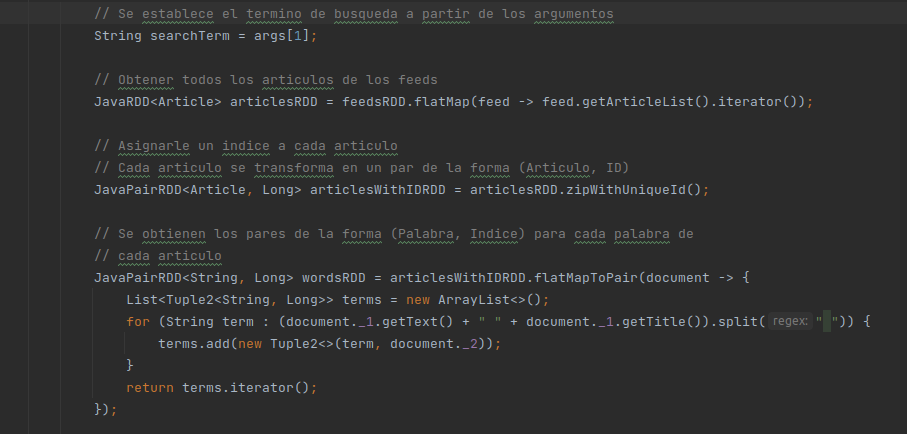 // Se establece el termino de busqueda a partir de los argumentos
String searchTerm = args[1];
// Obtener todos los articulos de los feeds
JavaRDD<Article> articlesRDD = feedsRDD.flatMap(feed -> feed.getArticleList().iterator());
// Asignarle un indice a cada articulo
// Cada articulo se transforma en un par de la forma (Articulo, ID)
JavaPairRDD<Article, Long> articlesWithIDRDD = articlesRDD.zipWithUniqueId();
// Se obtienen los pares de la forma (Palabra, Indice) para cada palabra de
// cada articulo
JavaPairRDD<String, Long> wordsRDD = articlesWithIDRDD.flatMapToPair(document -> {
List<Tuple2<String, Long>> terms = new ArrayList<>();
for (String term : (document._1.getText() + " " + document._1.getTitle()).split( regex: " ")) {
terms.add(new Tuple2<>(term, document._2));
}
return terms.iterator();
});